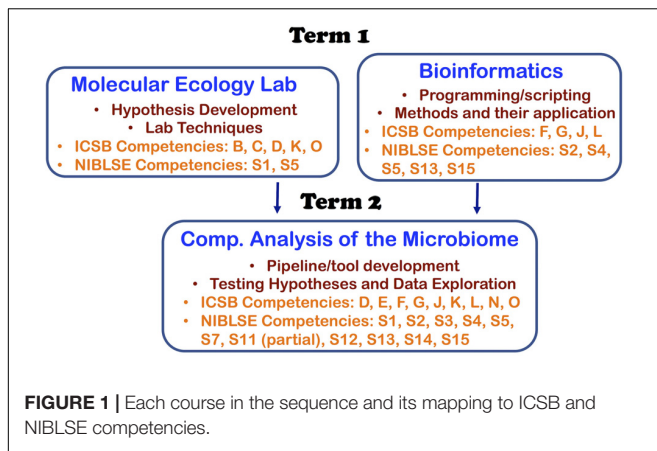 Term 1
Molecular Ecology Lab
• Hypothesis Development
• Lab Techniques
• ICSB Competencies: B, C, D, K, O
• NIBLSE Competencies: S1, S5
Bioinformatics
• Programming/scripting
• Methods and their application
• ICSB Competencies: F, G, J, L
• NIBLSE Competencies: S2, S4,
S5, S13, S15
Term 2
Comp. Analysis of the Microbiome
• Pipeline/tool development
• Testing Hypotheses and Data Exploration
• ICSB Competencies: D, E, F, G, J, K, L, N, O
• NIBLSE Competencies: S1, S2, S3, S4, S5,
S7, S11 (partial), S12, S13, S14, S15
FIGURE 1 | Each course in the sequence and its mapping to ICSB and
NIBLSE competencies.